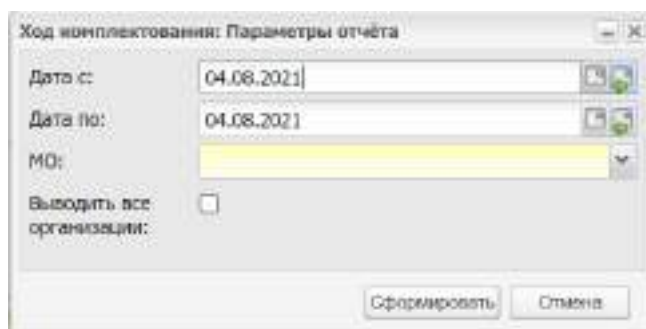 Ход комплектования: Параметры отчёта
Дата с: 04.08.2021
Дата по: 04.08.2021
МО:
Выводить все
организации:
Сформировать Отмена